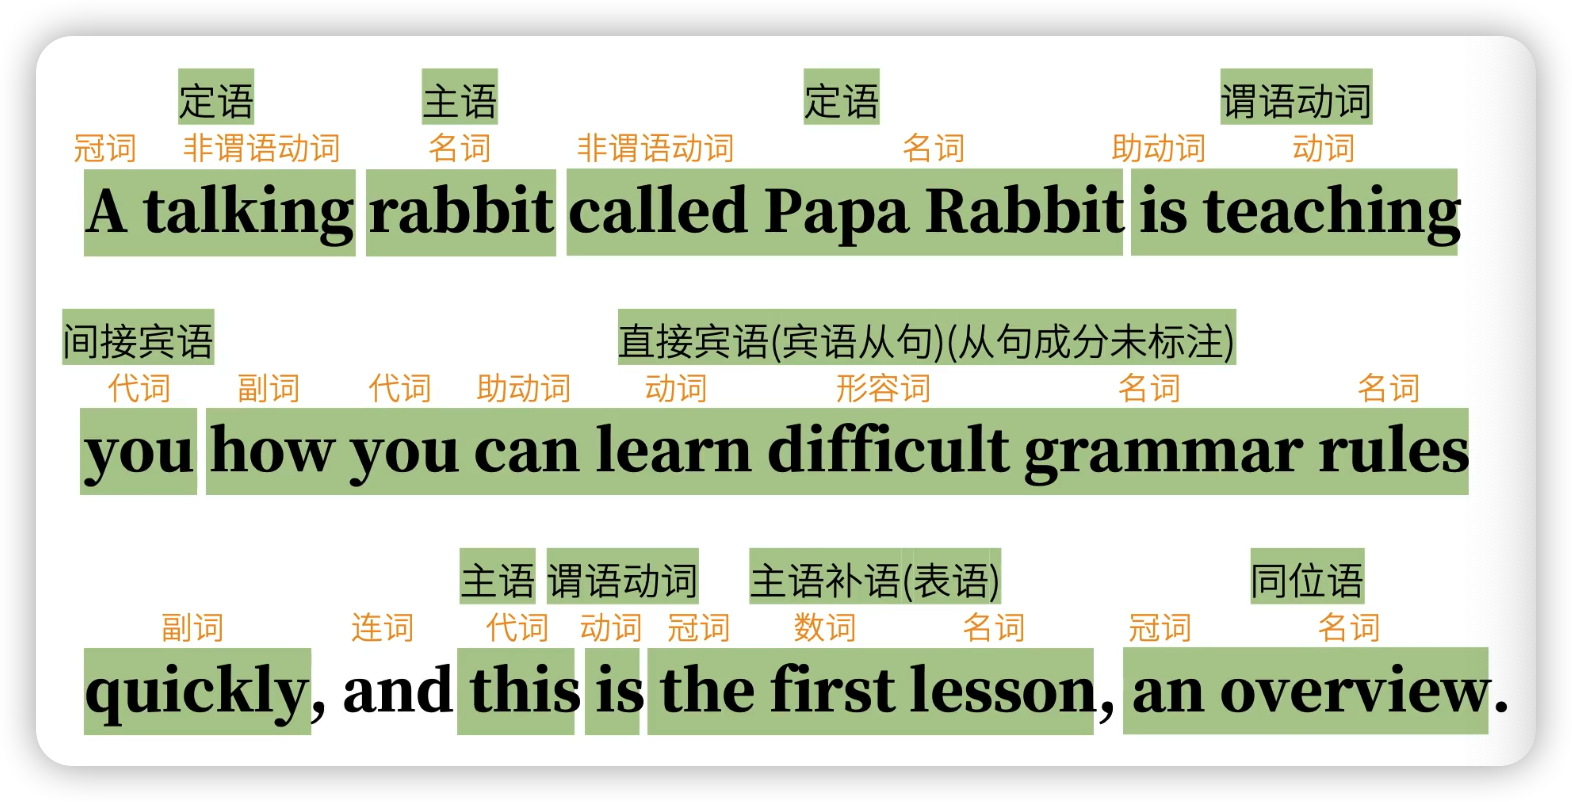 定语 主语 定语 谓语动词
冠词 非谓语动词 名词 非谓语动词 名词 助动词 动词
A talking rabbit called Papa Rabbit is teaching
间接宾语 直接宾语(宾语从句)(从句成分未标注)
代词 副词 代词 助动词 动词 形容词 名词 名词
you how you can learn difficult grammar rules
主语 谓语动词 主语补语(表语) 同位语
副词 连词 代词 动词 冠词 数词 名词 冠词 名词
quickly, and this is the first lesson, an overview.